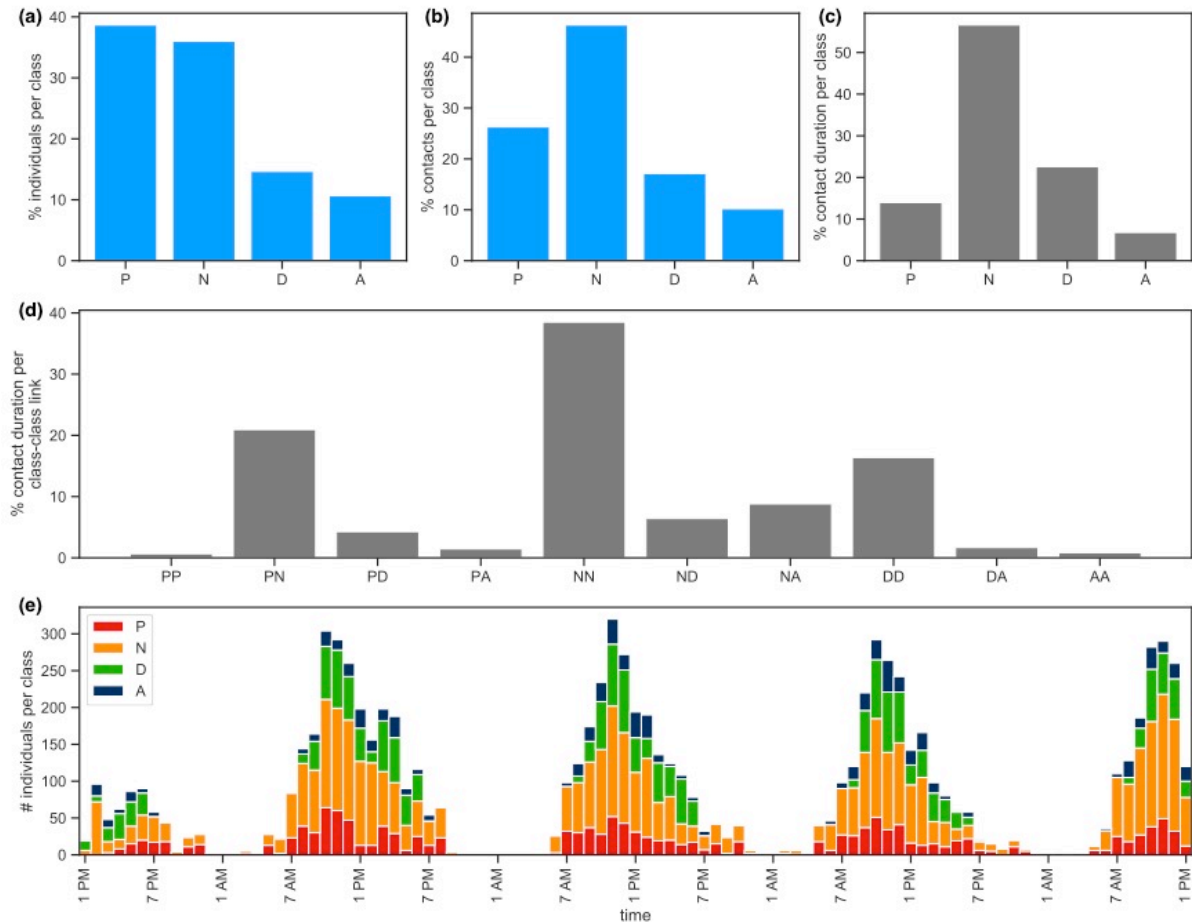 (a)
% individuals per class
40
30
20
10
0
P N D A
(b)
% contacts per class
40
30
20
10
0
P N D A
(c)
% contact duration per class
50
40
30
20
10
0
P N D A
(d)
% contact duration per
class-class link
40
30
20
10
0
PP PN PD PA NN ND NA DD DA AA
(e)
# individuals per class
300
250
200
150
100
50
0
P
N
D
A
1 PM 7 PM 1 AM 7 AM 1 PM 7 PM 1 AM 7 AM 1 PM 7 PM 1 AM 7 AM 1 PM 7 PM 1 AM 7 AM 1 PM
time